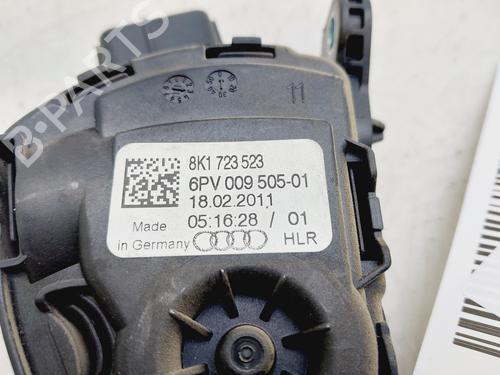 B-PARTS
11
8K1 723 523
6PV 009 505-01
18.02.2011
05:16:28 / 01
Made
in Germany
HLR